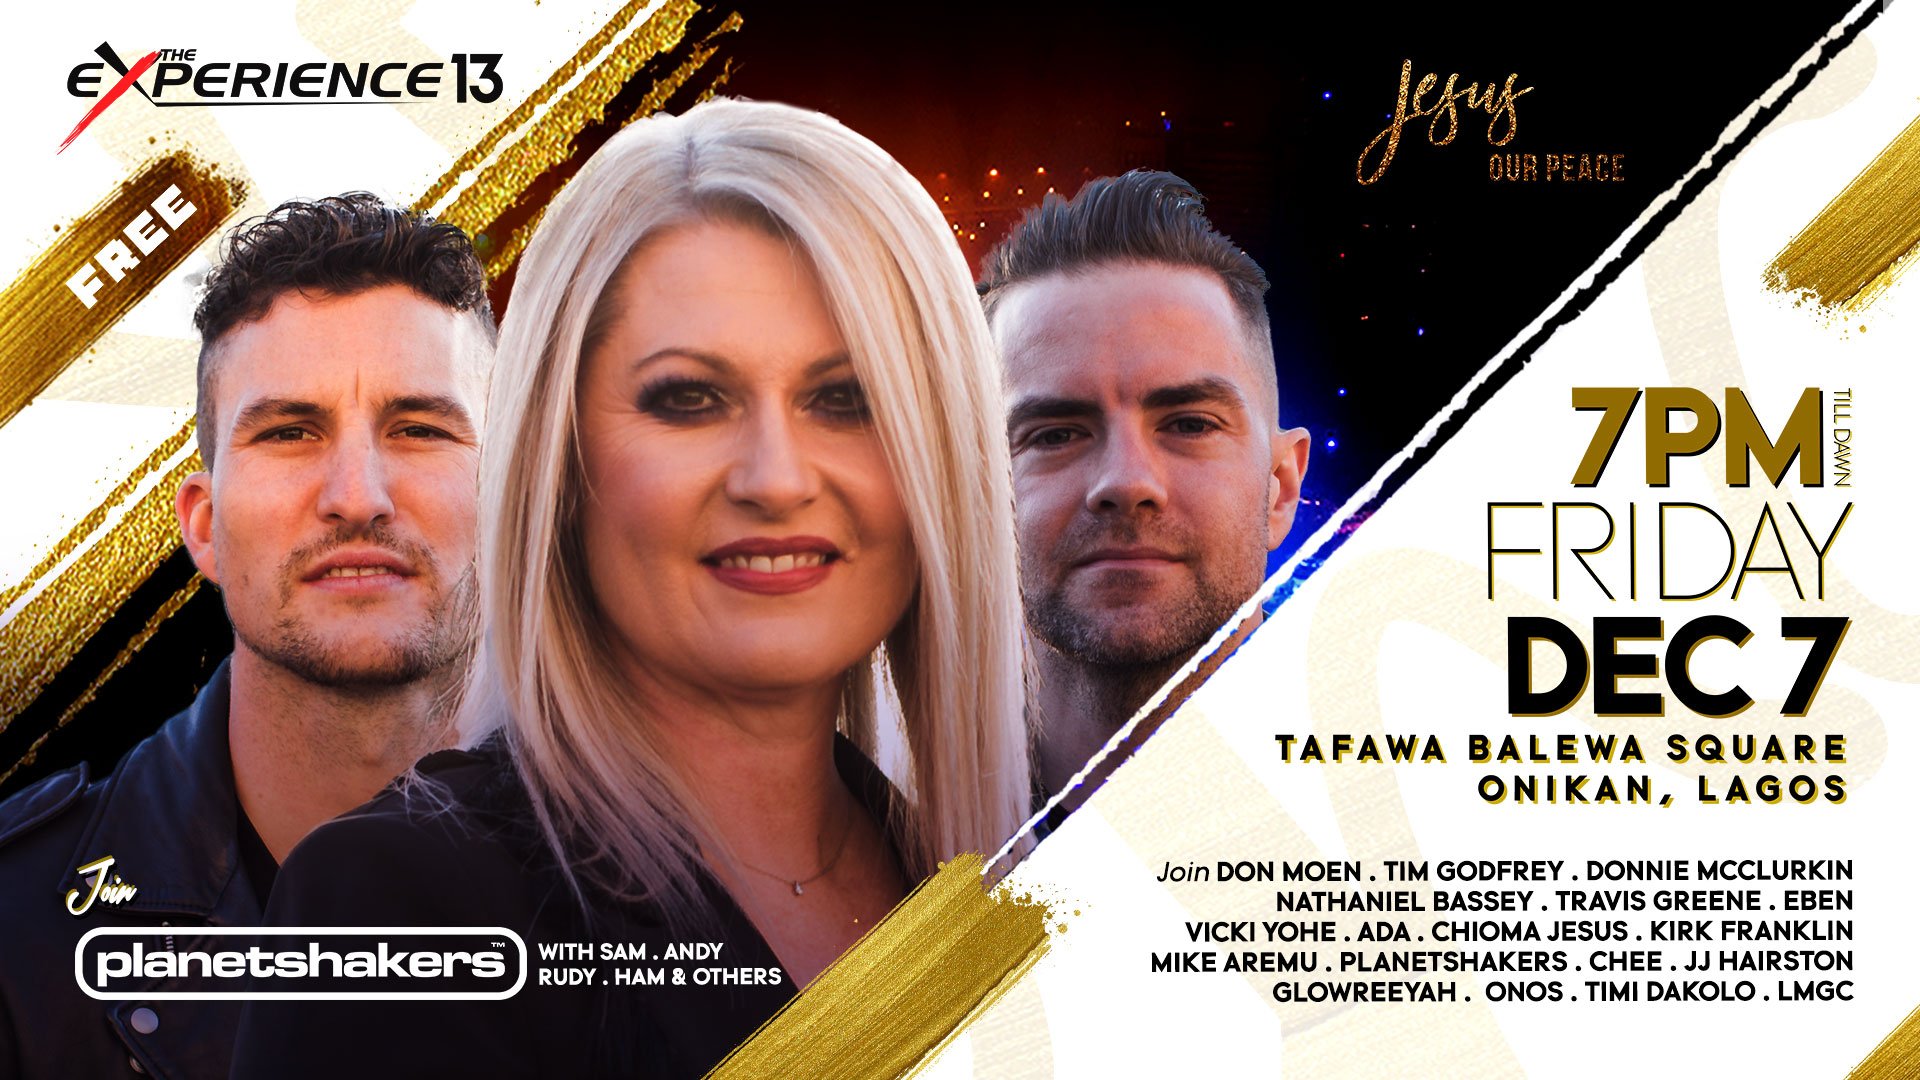 THE
EXPERIENCE 13
FREE
Jesus
OUR PEACE
7PM
TILL DAWN
FRIDAY
DEC 7
TAFAWA BALEWA SQUARE
ONIKAN, LAGOS
Join DON MOEN . TIM GODFREY . DONNIE MCCLURKIN
NATHANIEL BASSEY . TRAVIS GREENE . EBEN
VICKI YOHE . ADA . CHIOMA JESUS . KIRK FRANKLIN
MIKE AREMU . PLANETSHAKERS . CHEE . JJ HAIRSTON
GLOWREEYAH . ONOS . TIMI DAKOLO . LMGC
Join
planetshakers™
WITH SAM . ANDY
RUDY . HAM & OTHERS